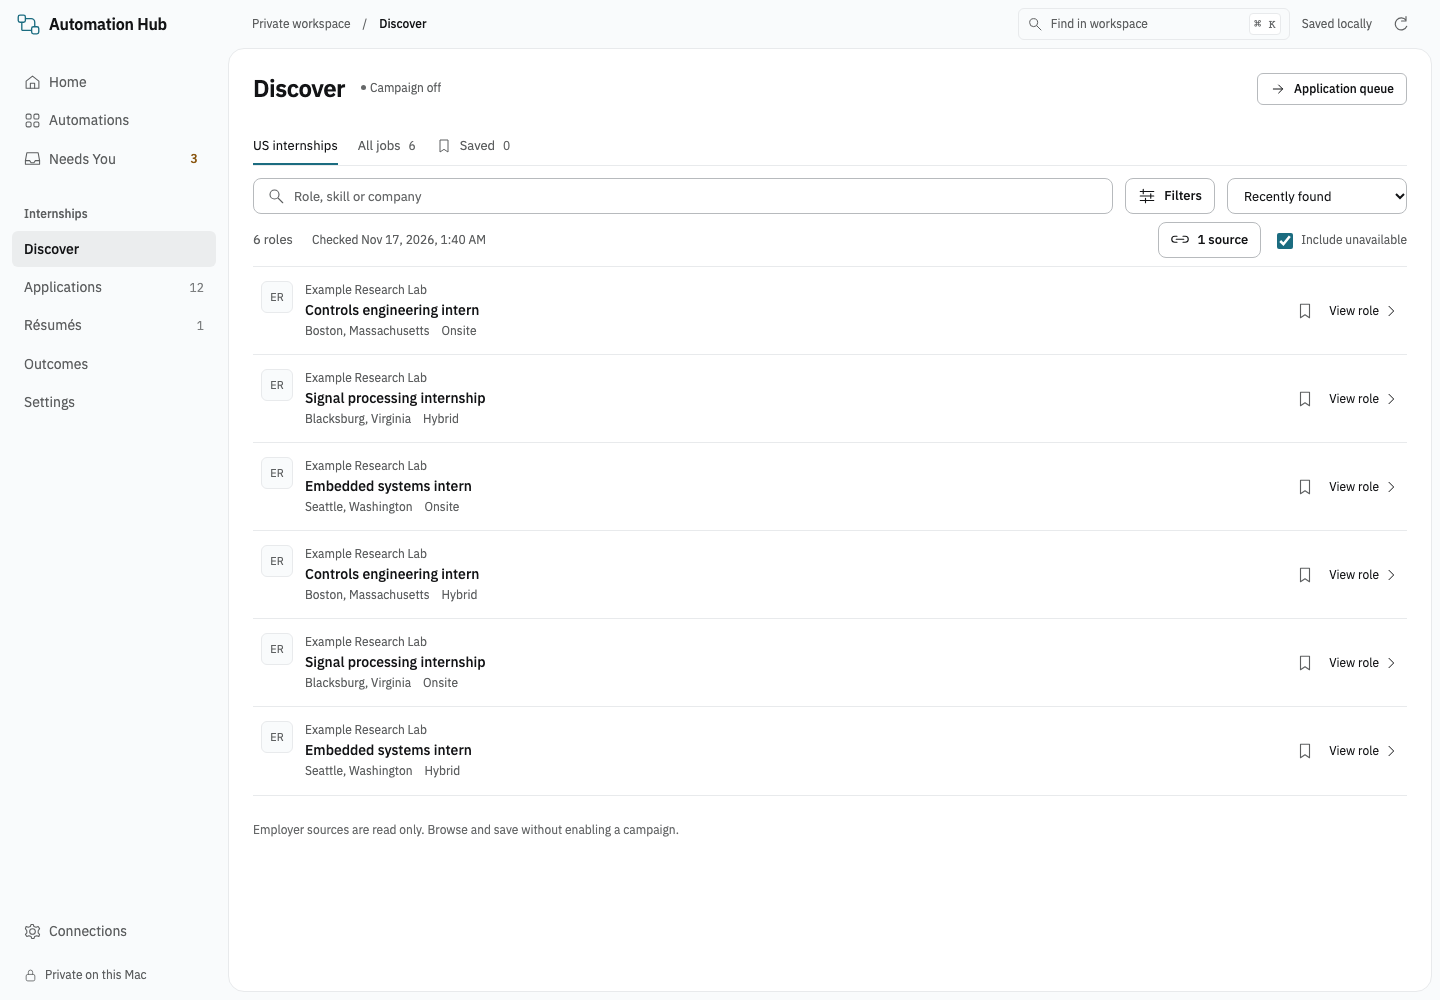 Automation Hub
Private workspace / Discover
Find in workspace
⌘ K
Saved locally
Home
Automations
Needs You 3
Internships
Discover
Applications 12
Résumés 1
Outcomes
Settings
Connections
Private on this Mac
Discover
Campaign off
Application queue
US internships
All jobs 6
Saved 0
Role, skill or company
Filters
Recently found
6 roles
Checked Nov 17, 2026, 1:40 AM
1 source
Include unavailable
ER
Example Research Lab
Controls engineering intern
Boston, Massachusetts Onsite
View role
ER
Example Research Lab
Signal processing internship
Blacksburg, Virginia Hybrid
View role
ER
Example Research Lab
Embedded systems intern
Seattle, Washington Onsite
View role
ER
Example Research Lab
Controls engineering intern
Boston, Massachusetts Hybrid
View role
ER
Example Research Lab
Signal processing internship
Blacksburg, Virginia Onsite
View role
ER
Example Research Lab
Embedded systems intern
Seattle, Washington Hybrid
View role
Employer sources are read only. Browse and save without enabling a campaign.